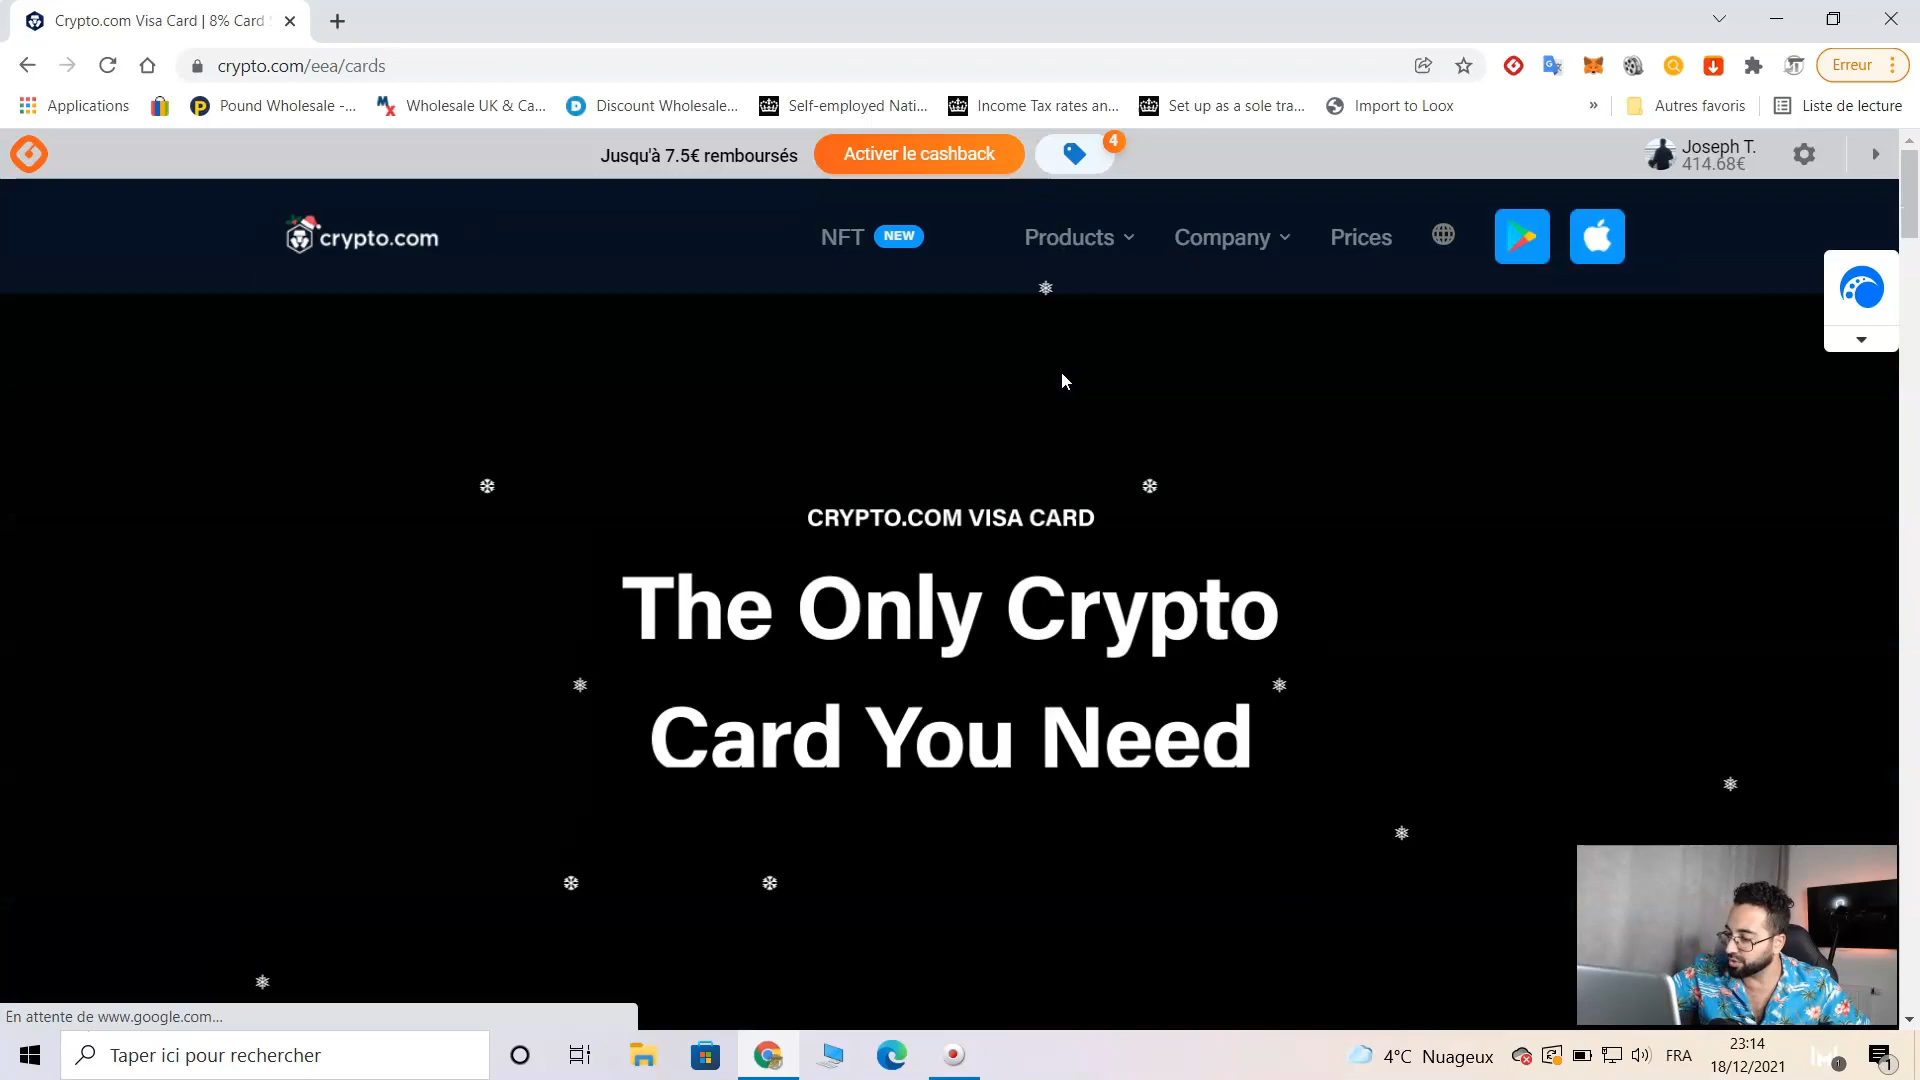 Crypto.com Visa Card | 8% Card
crypto.com/eea/cards
Erreur
Applications
Pound Wholesale -...
Wholesale UK & Ca...
Discount Wholesale...
Self-employed Nati...
Income Tax rates an...
Set up as a sole tra...
Import to Loox
»
Autres favoris
Liste de lecture
Jusqu'à 7.5€ remboursés
Activer le cashback
4
Joseph T.
414.68€
crypto.com
NFT
NEW
Products
Company
Prices
CRYPTO.COM VISA CARD
The Only Crypto
Card You Need
En attente de www.google.com...
Taper ici pour rechercher
4°C Nuageux
FRA
23:14
18/12/2021
1
1